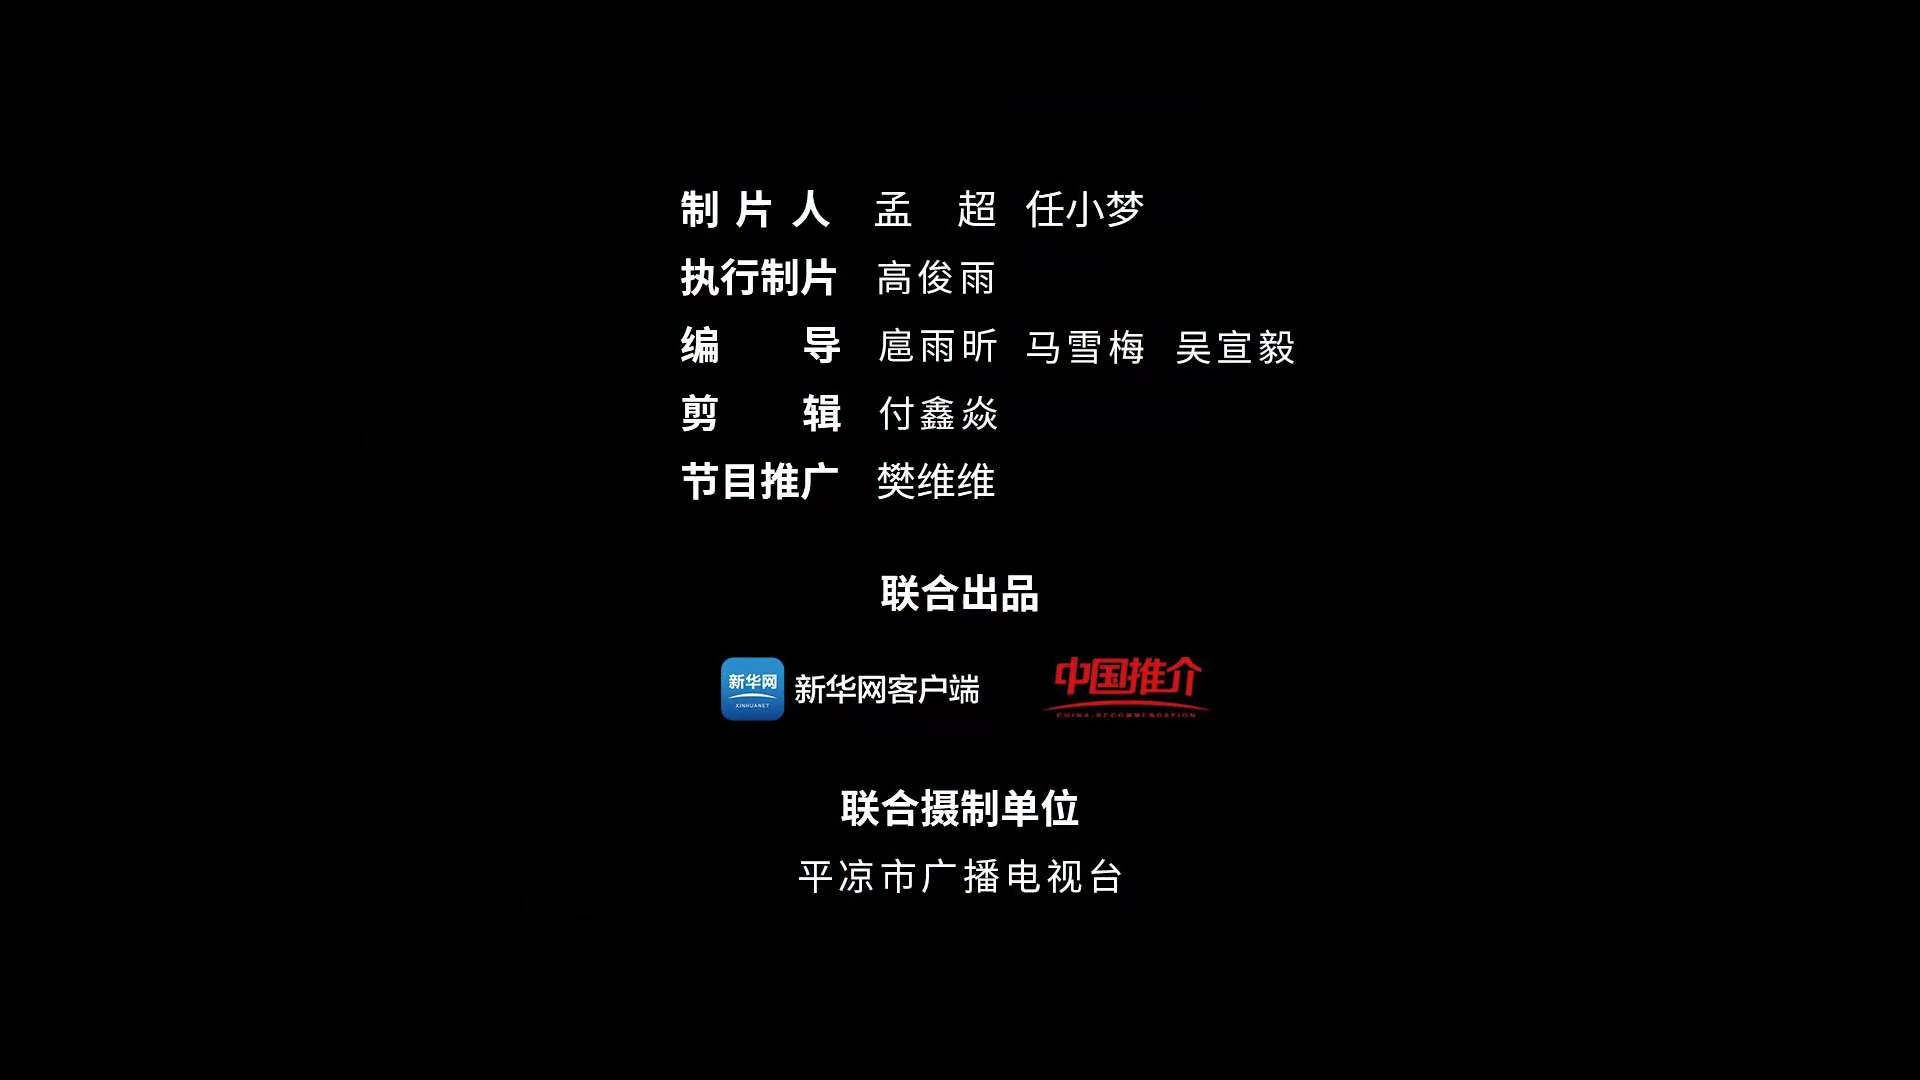 制片人 孟超 任小梦
执行制片 高俊雨
编导 扈雨昕 马雪梅 吴宣毅
剪辑 付鑫焱
节目推广 樊维维
联合出品
新华网 XINHUANET 新华网客户端 中国推介
CHINA RECOMMENDATION
联合摄制单位
平凉市广播电视台